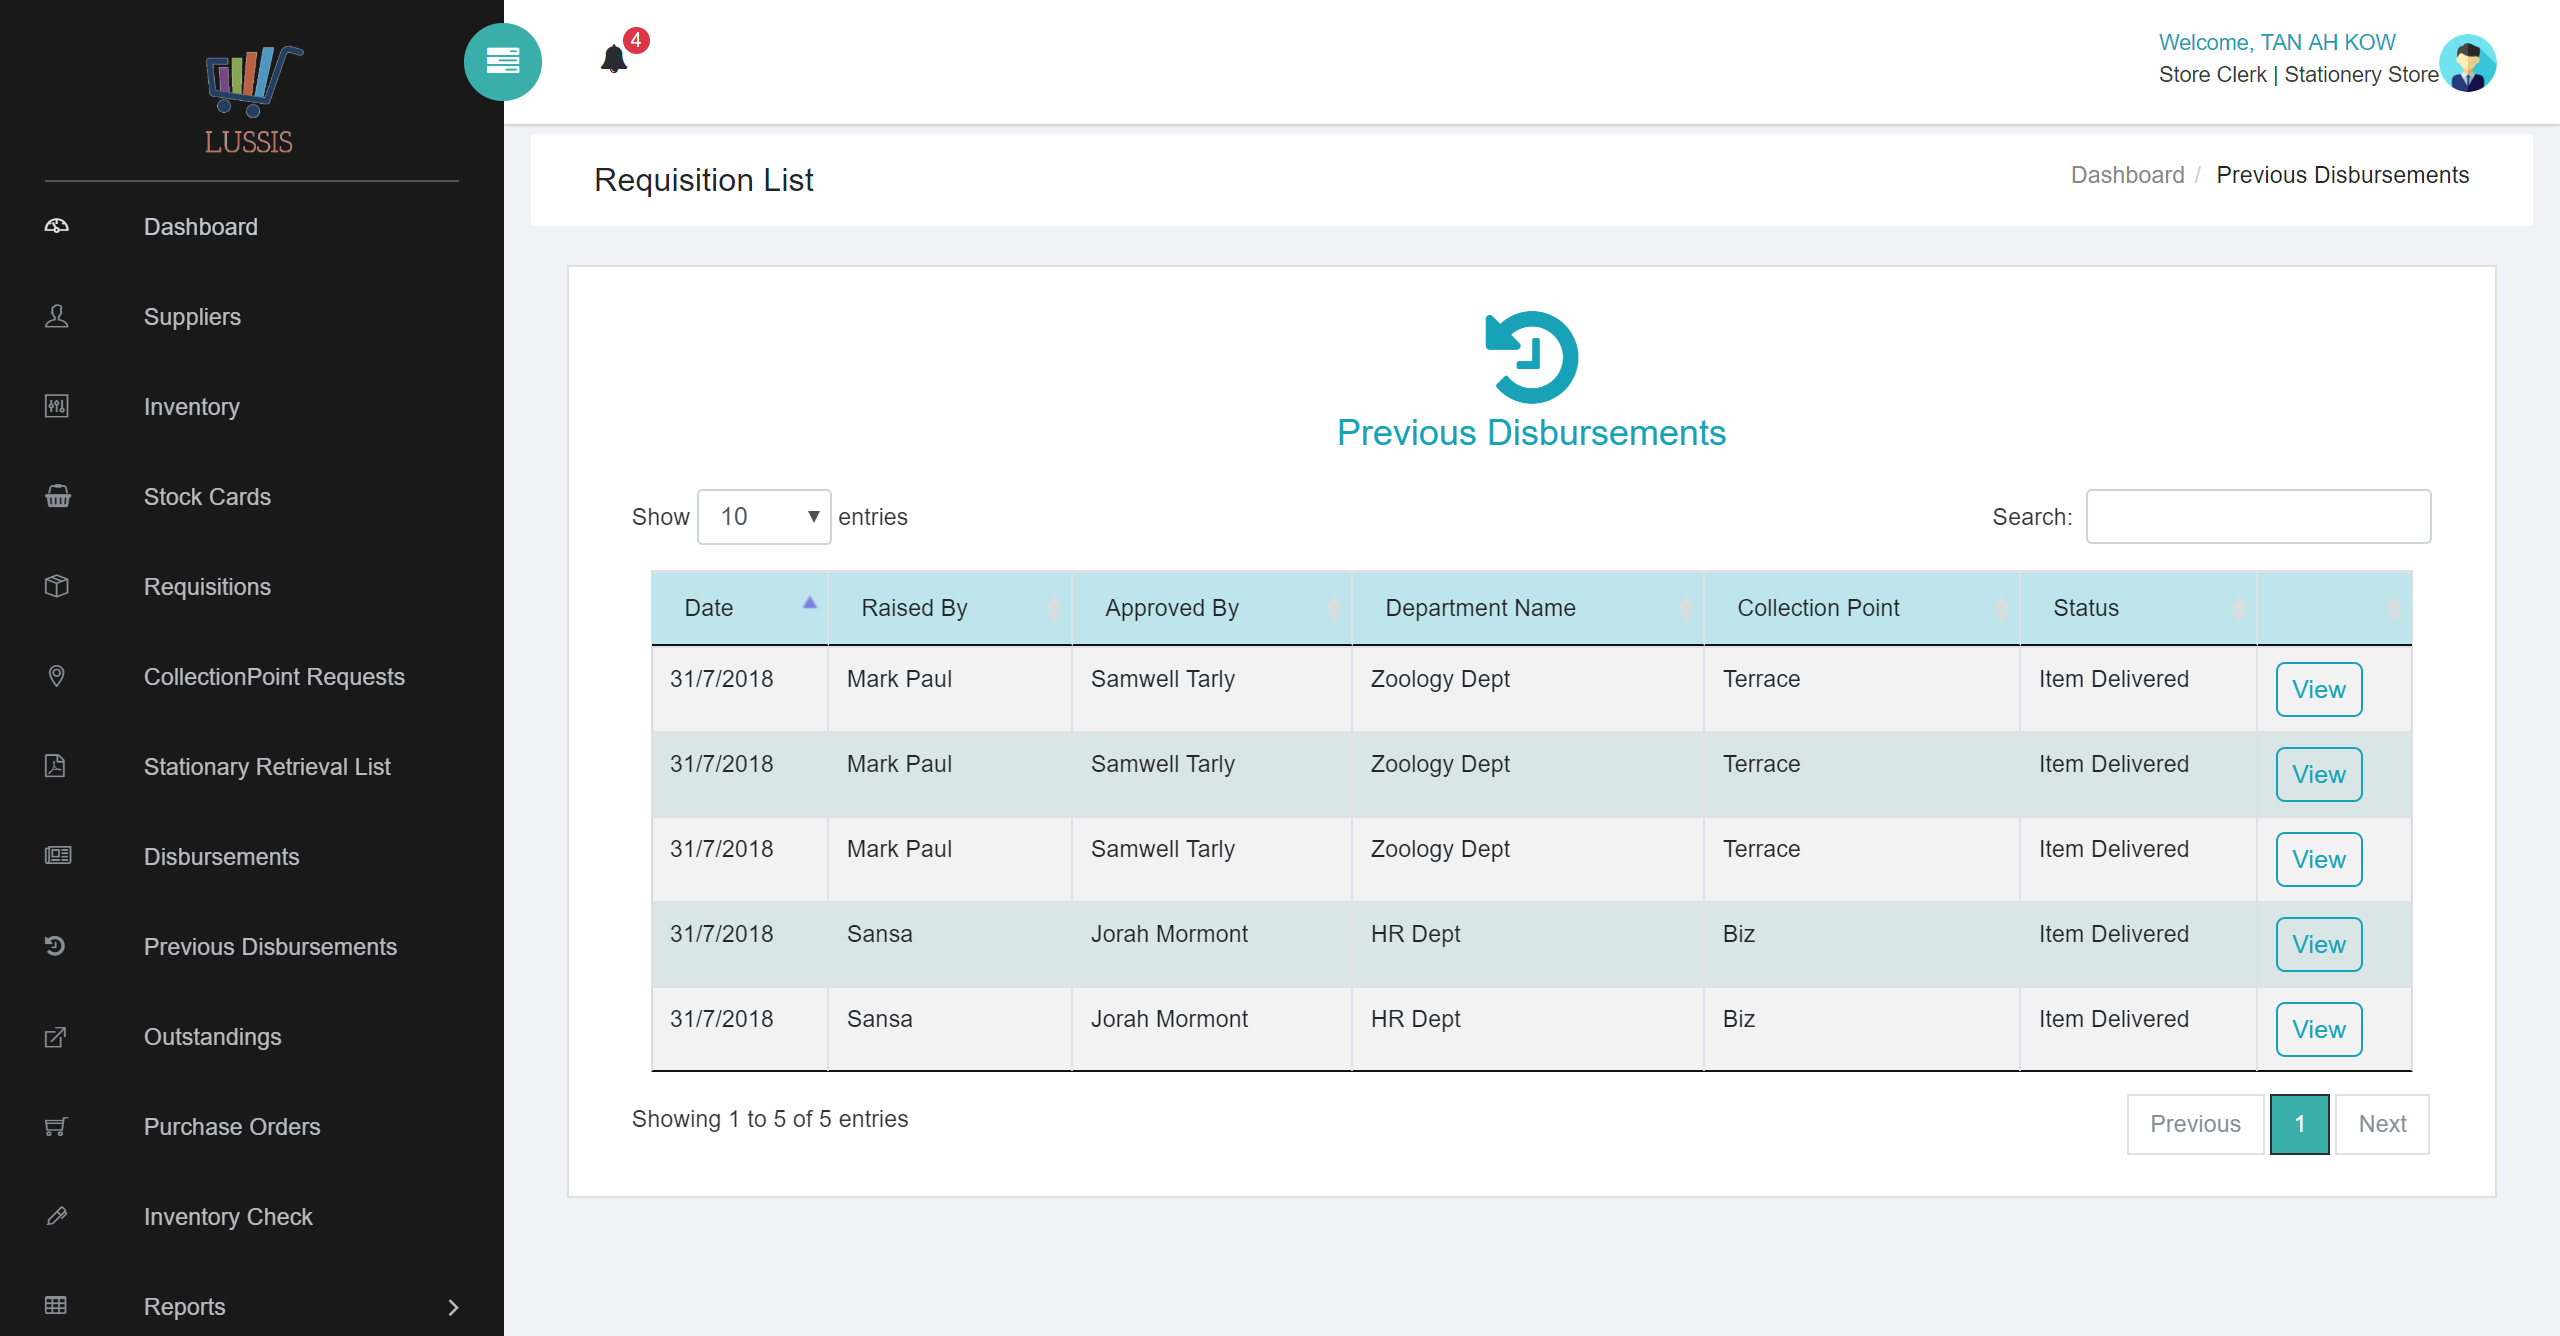 LUSSIS
Dashboard
Suppliers
Inventory
Stock Cards
Requisitions
CollectionPoint Requests
Stationary Retrieval List
Disbursements
Previous Disbursements
Outstandings
Purchase Orders
Inventory Check
Reports
4
Welcome, TAN AH KOW
Store Clerk | Stationery Store
Requisition List
Dashboard / Previous Disbursements
Previous Disbursements
Show 10 entries
Search:
Date Raised By Approved By Department Name Collection Point Status
31/7/2018 Mark Paul Samwell Tarly Zoology Dept Terrace Item Delivered View
31/7/2018 Mark Paul Samwell Tarly Zoology Dept Terrace Item Delivered View
31/7/2018 Mark Paul Samwell Tarly Zoology Dept Terrace Item Delivered View
31/7/2018 Sansa Jorah Mormont HR Dept Biz Item Delivered View
31/7/2018 Sansa Jorah Mormont HR Dept Biz Item Delivered View
Showing 1 to 5 of 5 entries
Previous 1 Next